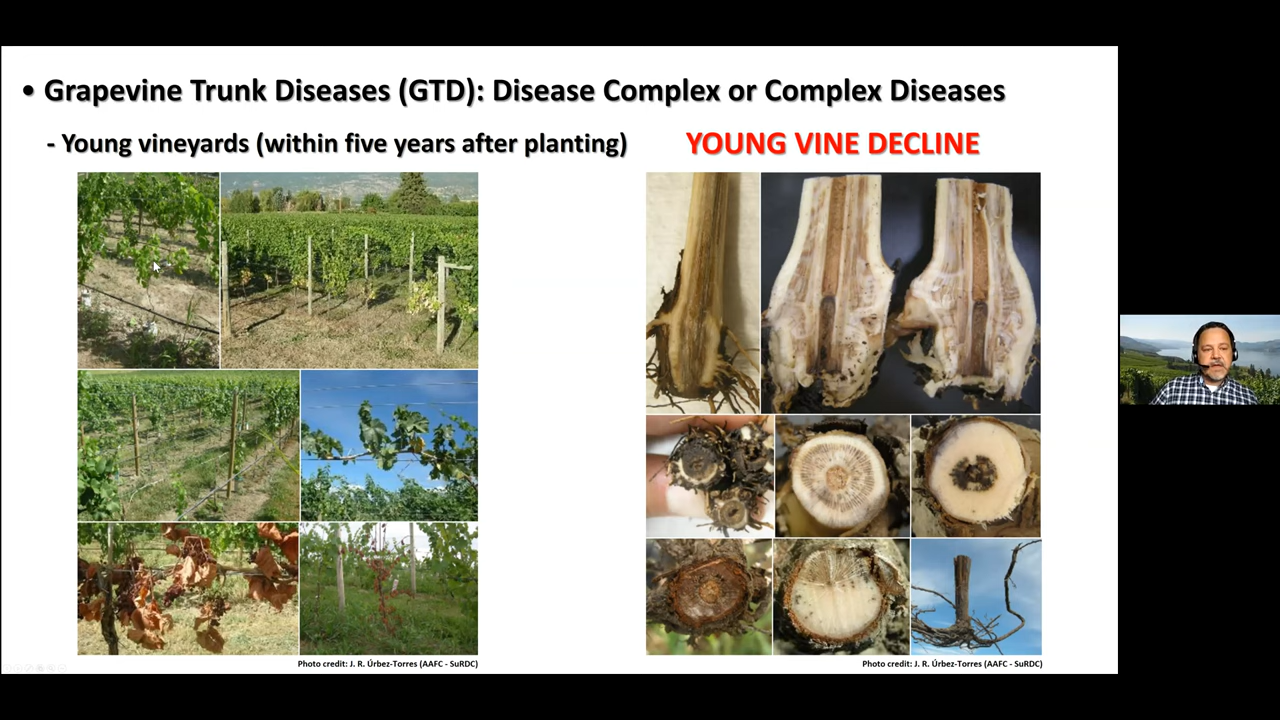 • Grapevine Trunk Diseases (GTD): Disease Complex or Complex Diseases
- Young vineyards (within five years after planting)
YOUNG VINE DECLINE
Photo credit: J. R. Úrbez-Torres (AAFC - SuRDC)
Photo credit: J. R. Úrbez-Torres (AAFC - SuRDC)